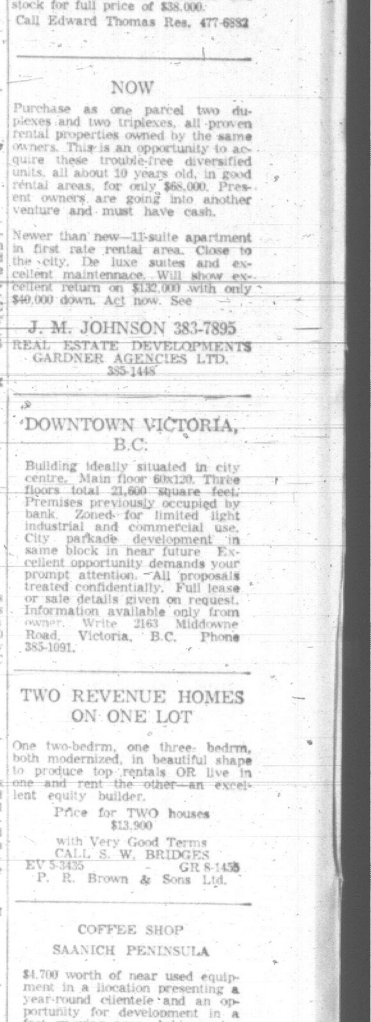 stock for full price of $38,000.
Call Edward Thomas Res. 477-6882
NOW
Purchase as one parcel two du-
plexes and two triplexes, all proven
rental properties owned by the same
owners. This is an opportunity to ac-
quire these trouble-free diversified
units, all about 10 years old, in good
rental areas, for only $68,000. Pres-
ent owners are going into another
venture and must have cash.
Newer than new—11-suite apartment
in first rate rental area. Close to
the city. De luxe suites and ex-
cellent maintennace. Will show ex-
cellent return on $132,000 with only
$40,000 down. Act now. See
J. M. JOHNSON 383-7895
REAL ESTATE DEVELOPMENTS
GARDNER AGENCIES LTD.
385-1448
DOWNTOWN VICTORIA,
B.C.
Building ideally situated in city
centre. Main floor 60x120. Three
floors total 21,600 square feet.
Premises previously occupied by
bank. Zoned for limited light
industrial and commercial use.
City parkade development in
same block in near future Ex-
cellent opportunity demands your
prompt attention. All proposals
treated confidentially. Full lease
or sale details given on request.
Information available only from
owner. Write 2163 Middowne
Road, Victoria, B.C. Phone
385-1091.
TWO REVENUE HOMES
ON ONE LOT
One two-bedrm, one three- bedrm,
both modernized, in beautiful shape
to produce top rentals OR live in
one and rent the other—an excel-
lent equity builder.
Price for TWO houses
$13,900
with Very Good Terms
CALL S. W. BRIDGES
EV 5-3435 - GR 8-1455
P. R. Brown & Sons Ltd.
COFFEE SHOP
SAANICH PENINSULA
$4,700 worth of near used equip-
ment in a liocation presenting a
year-round clientele and an op-
portunity for development in a